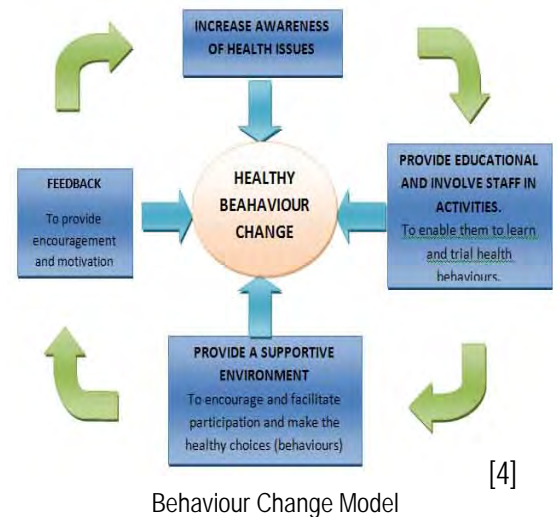 INCREASE AWARENESS
OF HEALTH ISSUES
PROVIDE EDUCATIONAL
AND INVOLVE STAFF IN
ACTIVITIES.
To enable them to learn
and trial health
behaviours.
HEALTHY
BEAHAVIOUR
CHANGE
FEEDBACK
To provide
encouragement
and motivation
PROVIDE A SUPPORTIVE
ENVIRONMENT
To encourage and facilitate
participation and make the
healthy choices (behaviours)
[4]
Behaviour Change Model